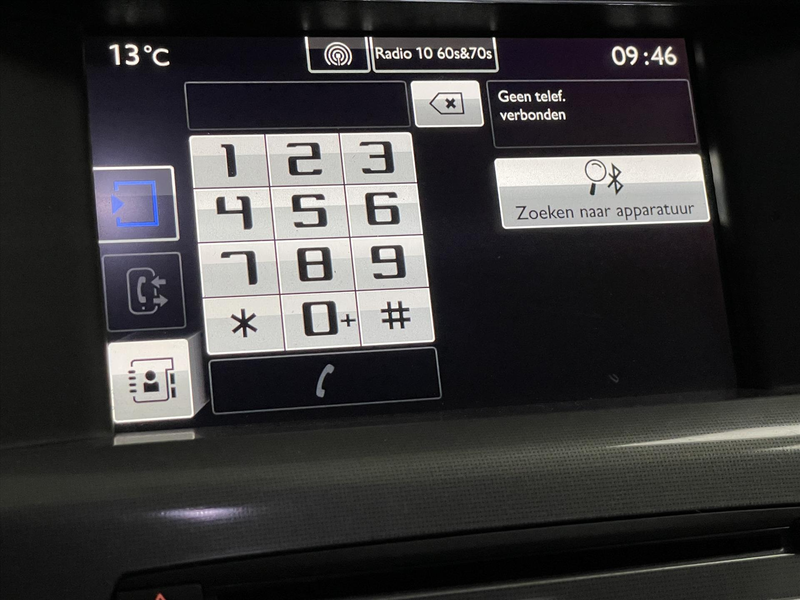 13°C
Radio 10 60s&70s
09:46
Geen telef.
verbonden
1 2 3
4 5 6
7 8 9
* 0+ #
Zoeken naar apparatuur